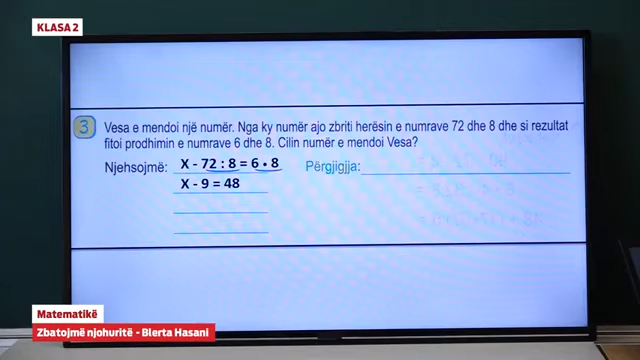 KLASA 2
3
Vesa e mendoi një numër. Nga ky numër ajo zbriti herësin e numrave 72 dhe 8 dhe si rezultat
fitoi prodhimin e numrave 6 dhe 8. Cilin numër e mendoi Vesa?
Njehsojmë: X - 72 : 8 = 6 • 8 Përgjigjja:
X - 9 = 48
Matematikë
Zbatojmë njohuritë - Blerta Hasani